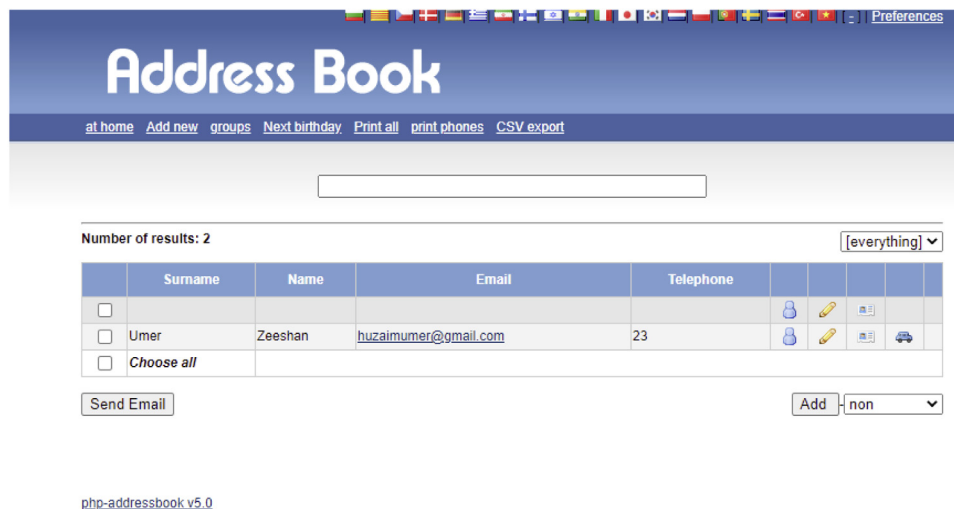 [ - ] | Preferences
Address Book
at home Add new groups Next birthday Print all print phones CSV export
Number of results: 2 [everything]
Surname Name Email Telephone
Umer Zeeshan huzaimumer@gmail.com 23
Choose all
Send Email Add - non
php-addressbook v5.0